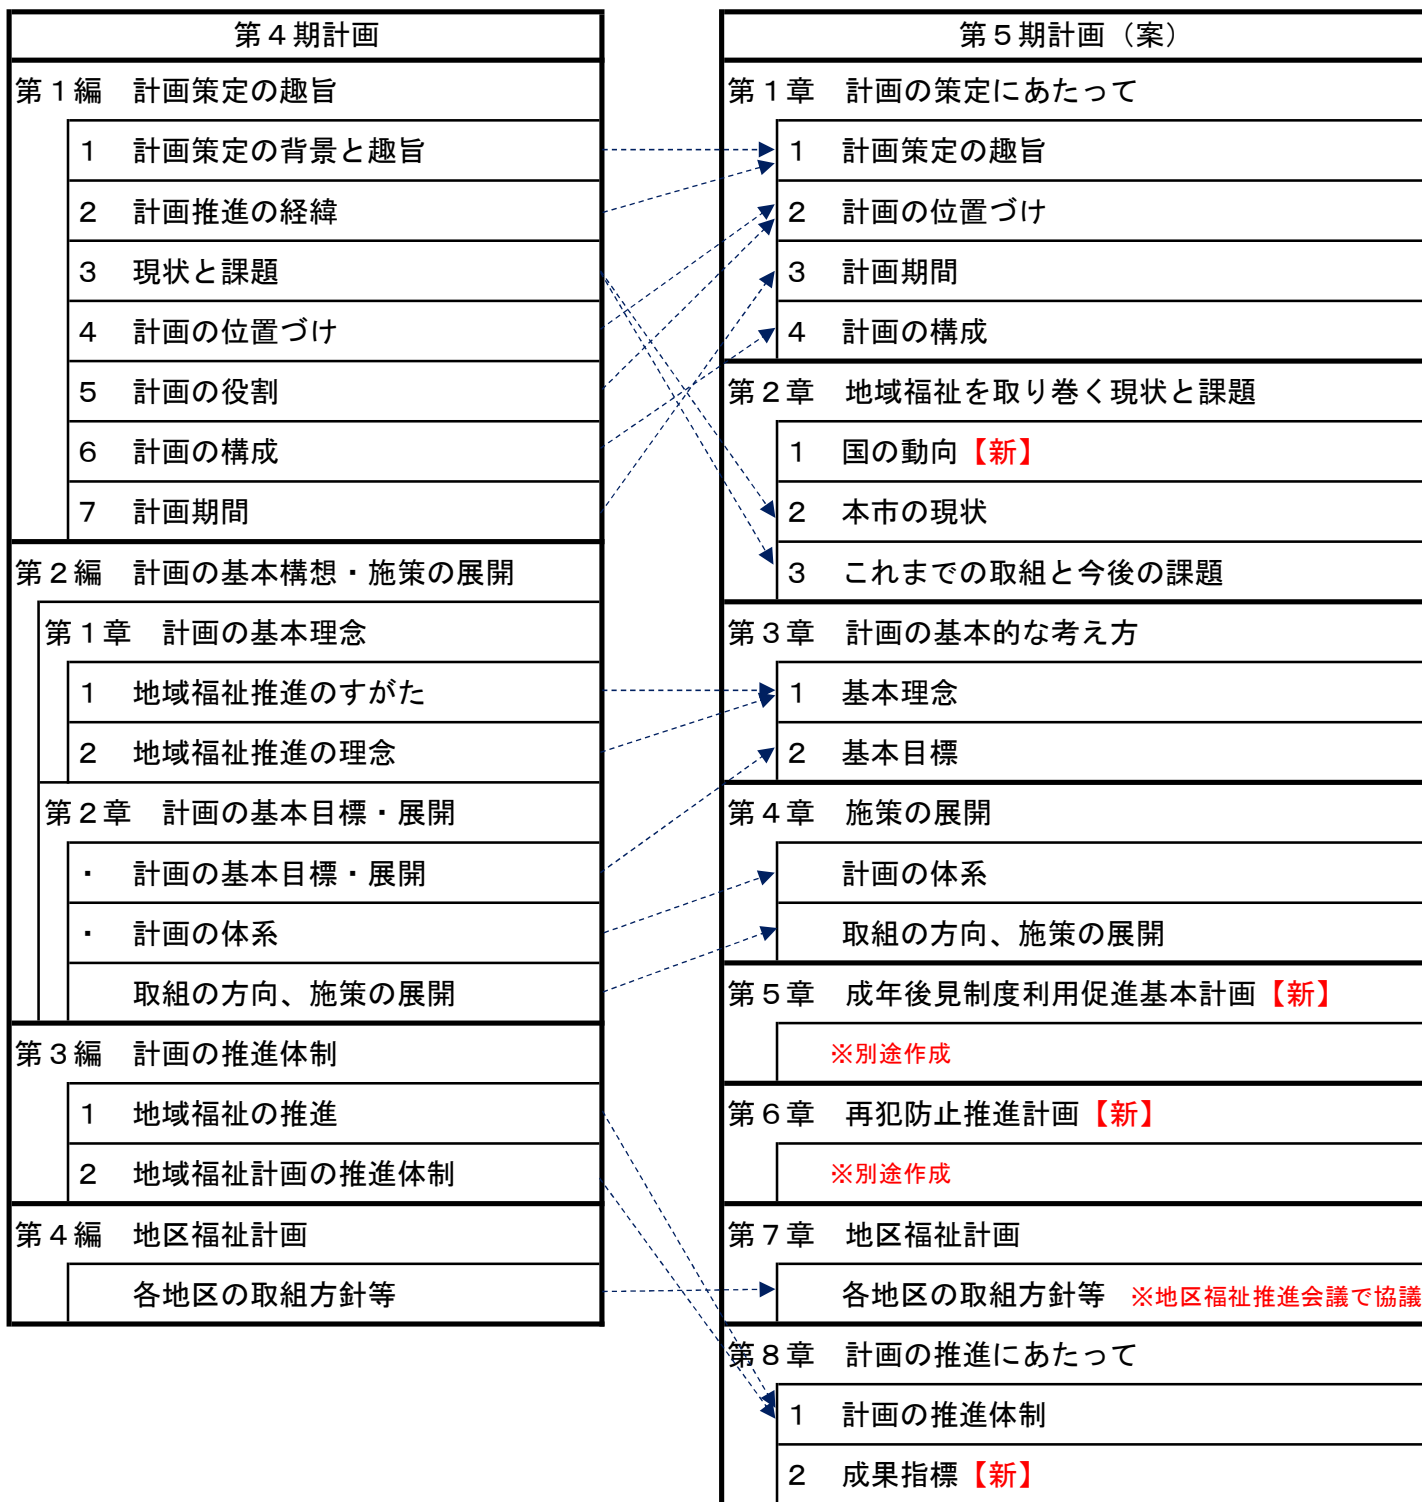 第４期計画
第１編　計画策定の趣旨
１　計画策定の背景と趣旨
２　計画推進の経緯
３　現状と課題
４　計画の位置づけ
５　計画の役割
６　計画の構成
７　計画期間
第２編　計画の基本構想・施策の展開
第１章　計画の基本理念
１　地域福祉推進のすがた
２　地域福祉推進の理念
第２章　計画の基本目標・展開
・　計画の基本目標・展開
・　計画の体系
取組の方向、施策の展開
第３編　計画の推進体制
１　地域福祉の推進
２　地域福祉計画の推進体制
第４編　地区福祉計画
各地区の取組方針等
第５期計画（案）
第１章　計画の策定にあたって
１　計画策定の趣旨
２　計画の位置づけ
３　計画期間
４　計画の構成
第２章　地域福祉を取り巻く現状と課題
１　国の動向【新】
２　本市の現状
３　これまでの取組と今後の課題
第３章　計画の基本的な考え方
１　基本理念
２　基本目標
第４章　施策の展開
計画の体系
取組の方向、施策の展開
第５章　成年後見制度利用促進基本計画【新】
※別途作成
第６章　再犯防止推進計画【新】
※別途作成
第７章　地区福祉計画
各地区の取組方針等　※地区福祉推進会議で協議
第８章　計画の推進にあたって
１　計画の推進体制
２　成果指標【新】